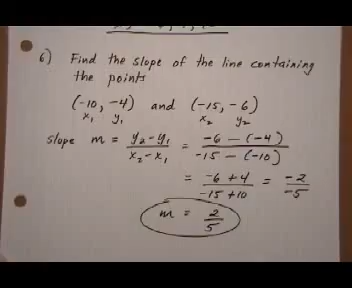 6) Find the slope of the line containing
the points
(-10, -4) and (-15, -6)
x₁ y₁ x₂ y₂
slope m = (y₂-y₁)/(x₂-x₁) = (-6 - (-4))/(-15 - (-10))
= (-6 + 4)/(-15 + 10) = (-2)/(-5)
m = 2/5